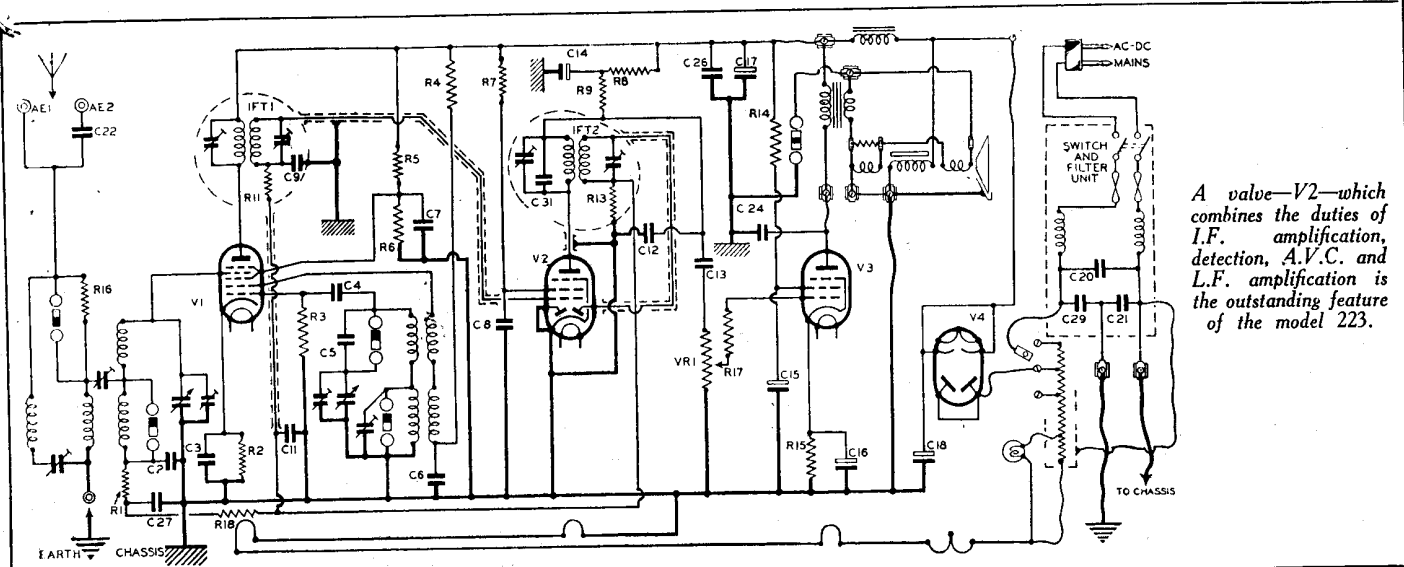 C14
C26
C17
AC-DC
MAINS
R4
R7
R8
R9
AE1
AE2
C22
IFT1
IFT2
R14
SWITCH
AND
FILTER
UNIT
R5
C9
R11
C31
R13
C7
R6
C24
C12
C13
V2
V3
C20
R16
V1
C4
R3
C5
C8
VR1
R17
C29
C21
V4
C15
C3
R2
C2
C11
C6
R15
C16
C18
R1
C27
R18
TO CHASSIS
EARTH
CHASSIS
A valve—V2—which
combines the duties of
I.F. amplification,
detection, A.V.C. and
L.F. amplification is
the outstanding feature
of the model 223.